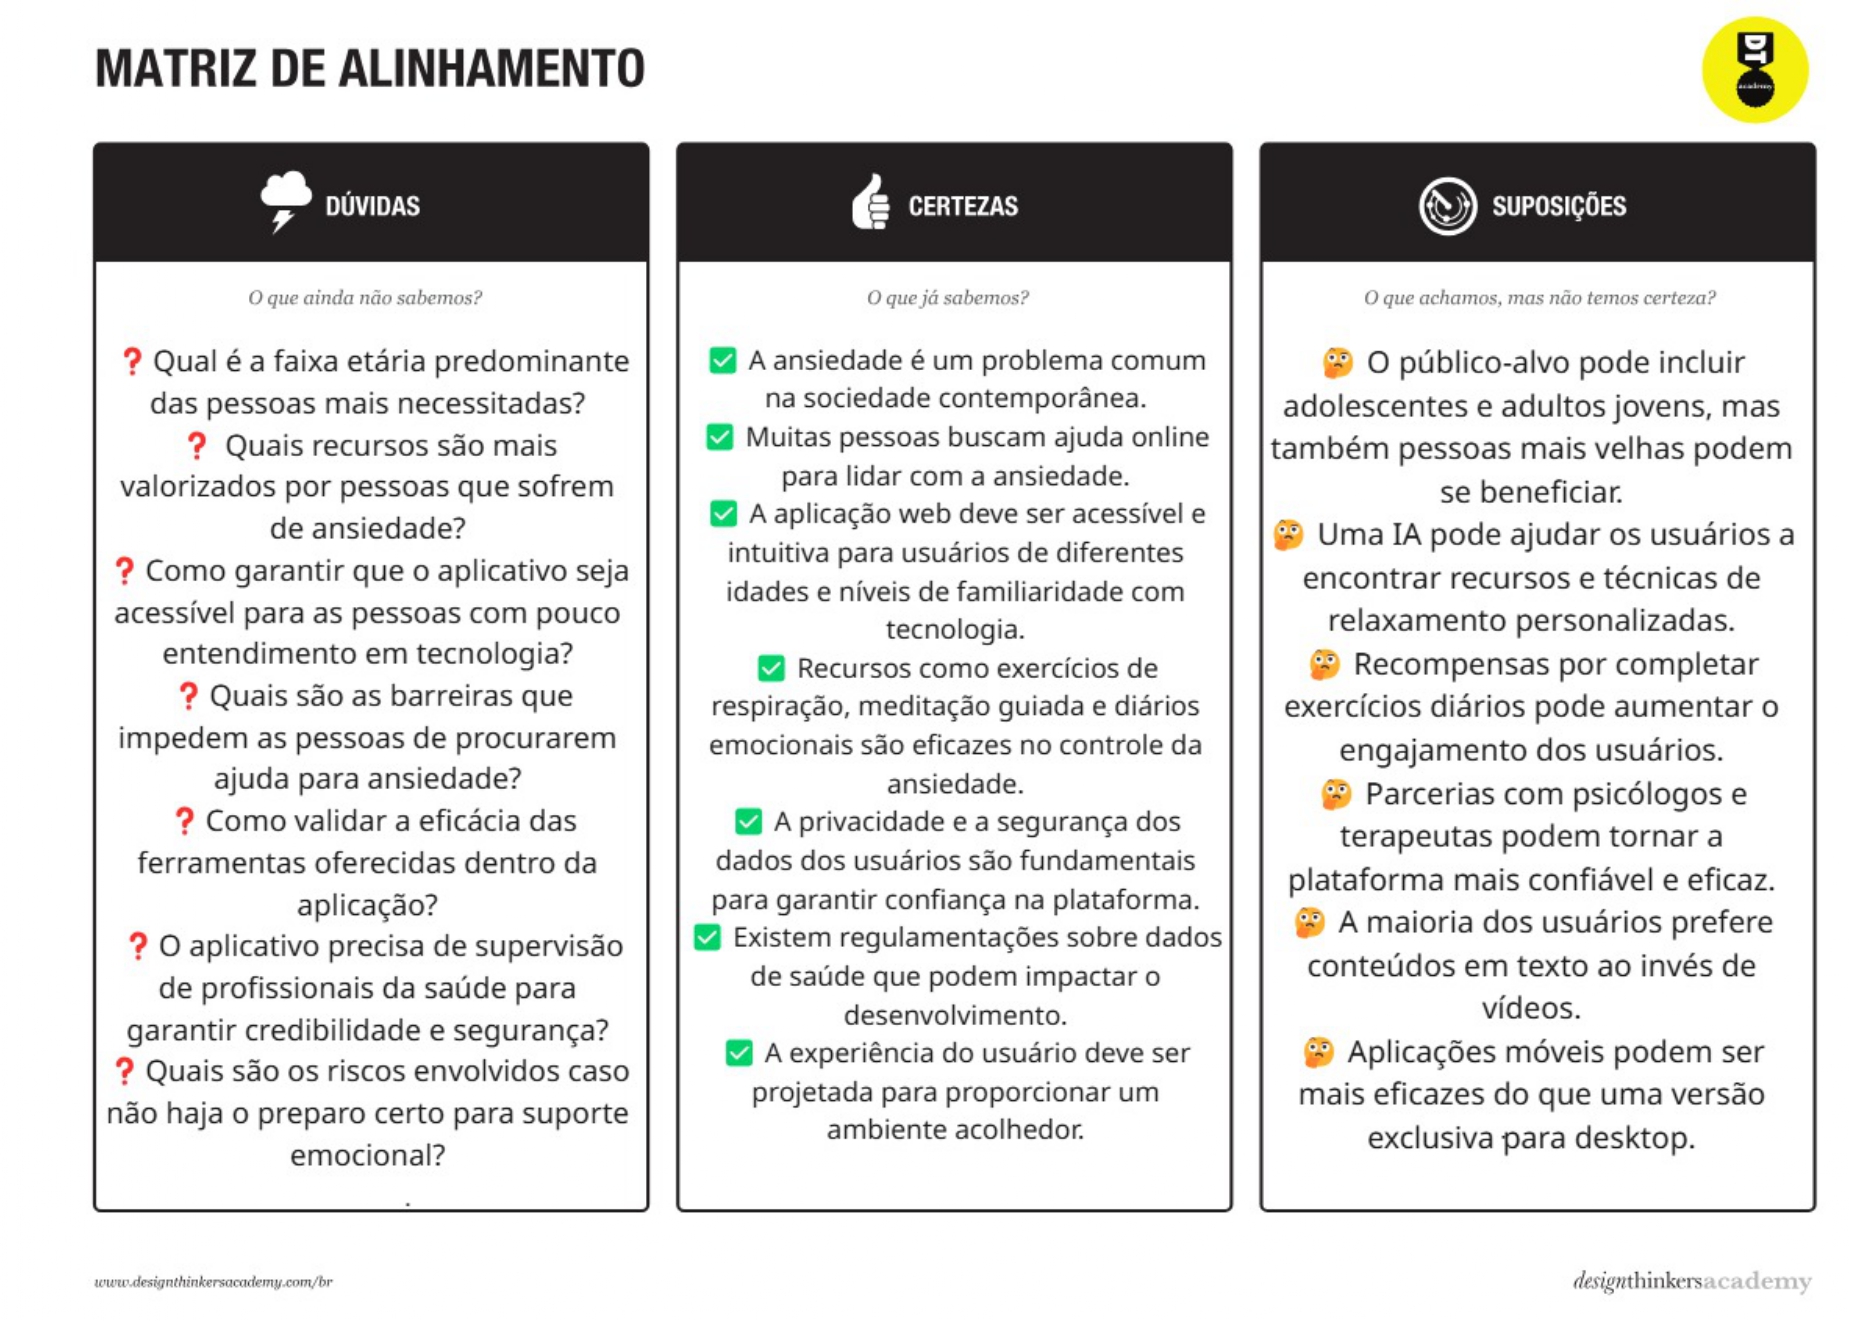 MATRIZ DE ALINHAMENTO
DT
academy
DÚVIDAS
O que ainda não sabemos?
❓ Qual é a faixa etária predominante
das pessoas mais necessitadas?
❓ Quais recursos são mais
valorizados por pessoas que sofrem
de ansiedade?
❓ Como garantir que o aplicativo seja
acessível para as pessoas com pouco
entendimento em tecnologia?
❓ Quais são as barreiras que
impedem as pessoas de procurarem
ajuda para ansiedade?
❓ Como validar a eficácia das
ferramentas oferecidas dentro da
aplicação?
❓ O aplicativo precisa de supervisão
de profissionais da saúde para
garantir credibilidade e segurança?
❓ Quais são os riscos envolvidos caso
não haja o preparo certo para suporte
emocional?
.
CERTEZAS
O que já sabemos?
✅ A ansiedade é um problema comum
na sociedade contemporânea.
✅ Muitas pessoas buscam ajuda online
para lidar com a ansiedade.
✅ A aplicação web deve ser acessível e
intuitiva para usuários de diferentes
idades e níveis de familiaridade com
tecnologia.
✅ Recursos como exercícios de
respiração, meditação guiada e diários
emocionais são eficazes no controle da
ansiedade.
✅ A privacidade e a segurança dos
dados dos usuários são fundamentais
para garantir confiança na plataforma.
✅ Existem regulamentações sobre dados
de saúde que podem impactar o
desenvolvimento.
✅ A experiência do usuário deve ser
projetada para proporcionar um
ambiente acolhedor.
SUPOSIÇÕES
O que achamos, mas não temos certeza?
🤔 O público-alvo pode incluir
adolescentes e adultos jovens, mas
também pessoas mais velhas podem
se beneficiar.
🤔 Uma IA pode ajudar os usuários a
encontrar recursos e técnicas de
relaxamento personalizadas.
🤔 Recompensas por completar
exercícios diários pode aumentar o
engajamento dos usuários.
🤔 Parcerias com psicólogos e
terapeutas podem tornar a
plataforma mais confiável e eficaz.
🤔 A maioria dos usuários prefere
conteúdos em texto ao invés de
vídeos.
🤔 Aplicações móveis podem ser
mais eficazes do que uma versão
exclusiva para desktop.
www.designthinkersacademy.com/br
designthinkersacademy